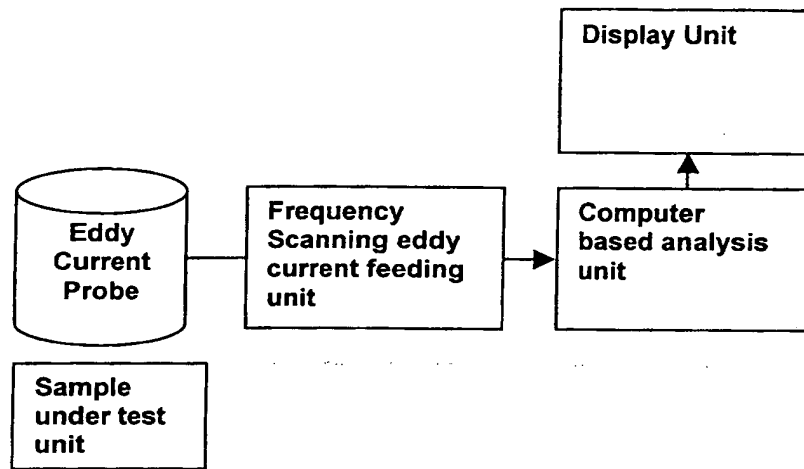 Display Unit
Eddy
Current
Probe
Frequency
Scanning eddy
current feeding
unit
Computer
based analysis
unit
Sample
under test
unit